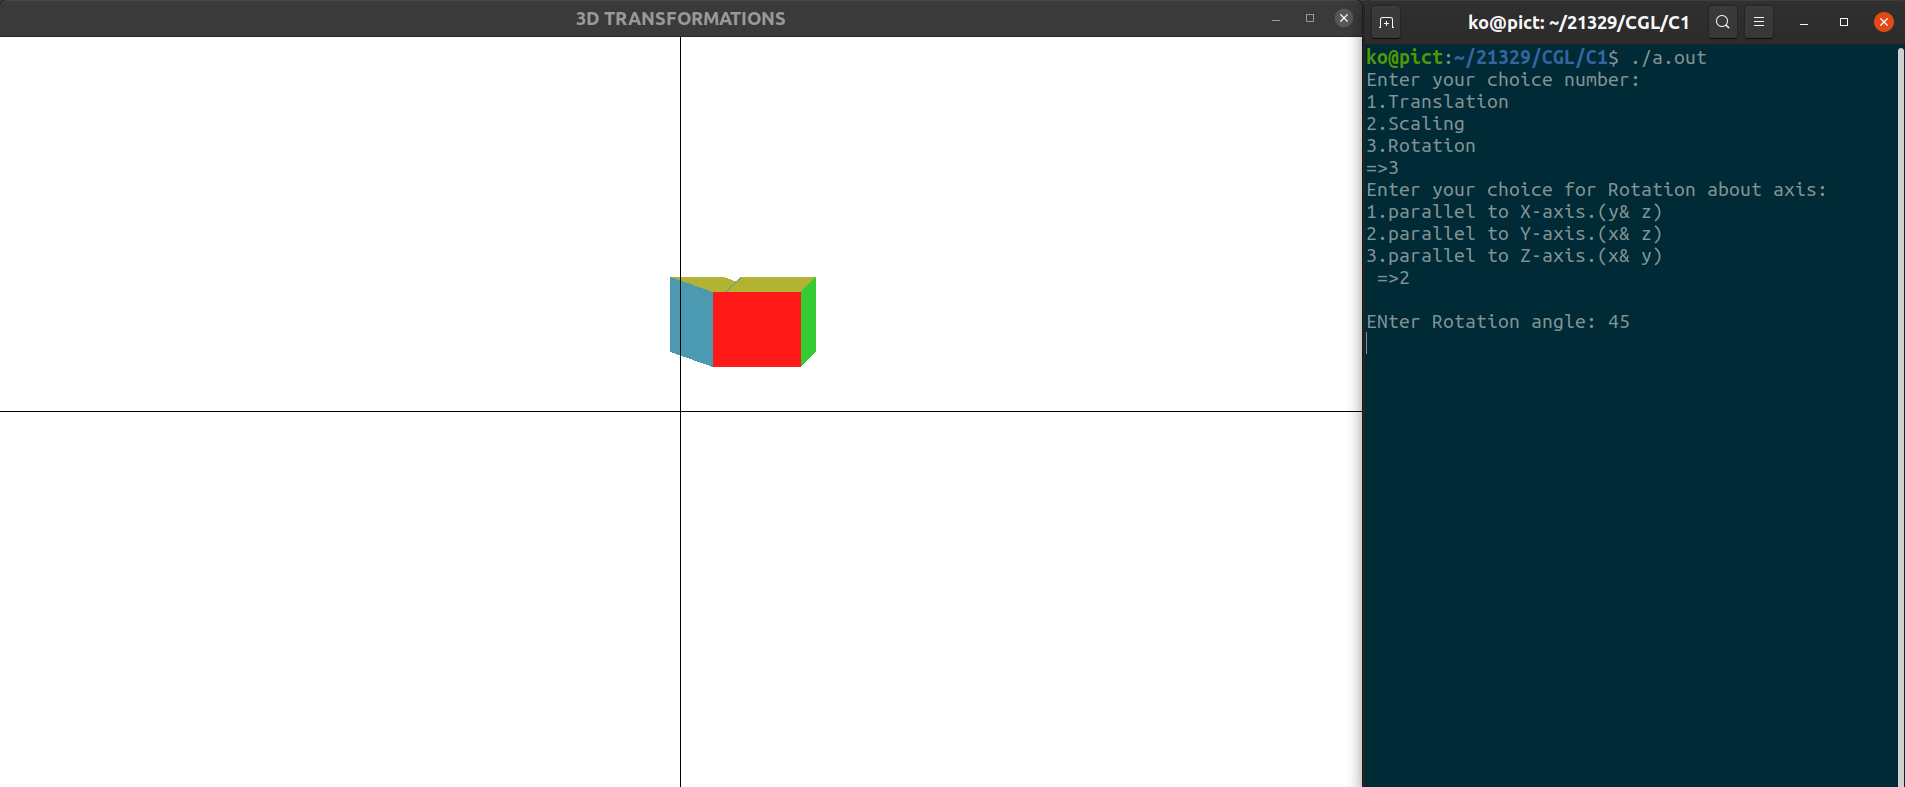 3D TRANSFORMATIONS
ko@pict: ~/21329/CGL/C1
ko@pict:~/21329/CGL/C1$ ./a.out
Enter your choice number:
1.Translation
2.Scaling
3.Rotation
=>3
Enter your choice for Rotation about axis:
1.parallel to X-axis.(y& z)
2.parallel to Y-axis.(x& z)
3.parallel to Z-axis.(x& y)
=>2
ENter Rotation angle: 45